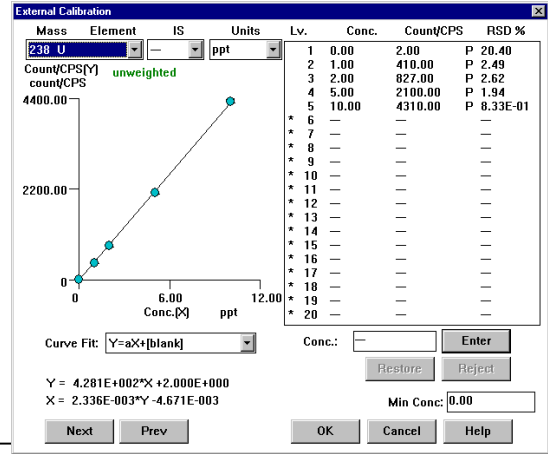 External Calibration
Mass Element IS Units
238 U — ppt
Count/CPS[Y] unweighted
count/CPS
4400.00
2200.00
0
0 6.00 12.00
Conc.[X] ppt
Curve Fit: Y=aX+[blank]
Y = 4.281E+002*X +2.000E+000
X = 2.336E-003*Y -4.671E-003
Next Prev
Lv. Conc. Count/CPS RSD %
1 0.00 2.00 P 20.40
2 1.00 410.00 P 2.49
3 2.00 827.00 P 2.62
4 5.00 2100.00 P 1.94
5 10.00 4310.00 P 8.33E-01
* 6 — — —
* 7 — — —
* 8 — — —
* 9 — — —
* 10 — — —
* 11 — — —
* 12 — — —
* 13 — — —
* 14 — — —
* 15 — — —
* 16 — — —
* 17 — — —
* 18 — — —
* 19 — — —
* 20 — — —
Conc.: — Enter
Restore Reject
Min Conc: 0.00
OK Cancel Help